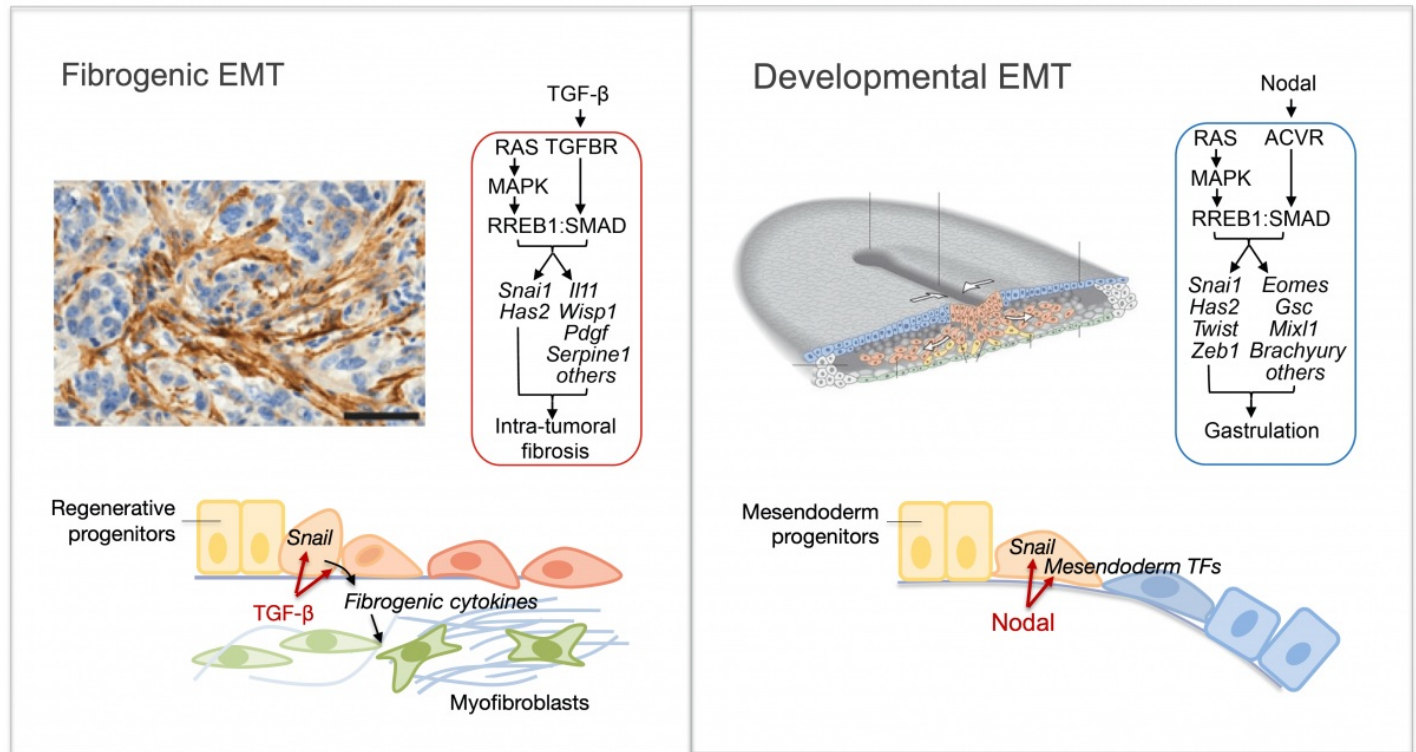 Fibrogenic EMT
TGF-β
RAS TGFBR
MAPK
RREB1:SMAD
Snai1 Il11
Has2 Wisp1
Pdgf
Serpine1
others
Intra-tumoral
fibrosis
Regenerative
progenitors
Snail
TGF-β
Fibrogenic cytokines
Myofibroblasts
Developmental EMT
Nodal
RAS ACVR
MAPK
RREB1:SMAD
Snai1 Eomes
Has2 Gsc
Twist Mixl1
Zeb1 Brachyury
others
Gastrulation
Mesendoderm
progenitors
Snail
Mesendoderm TFs
Nodal